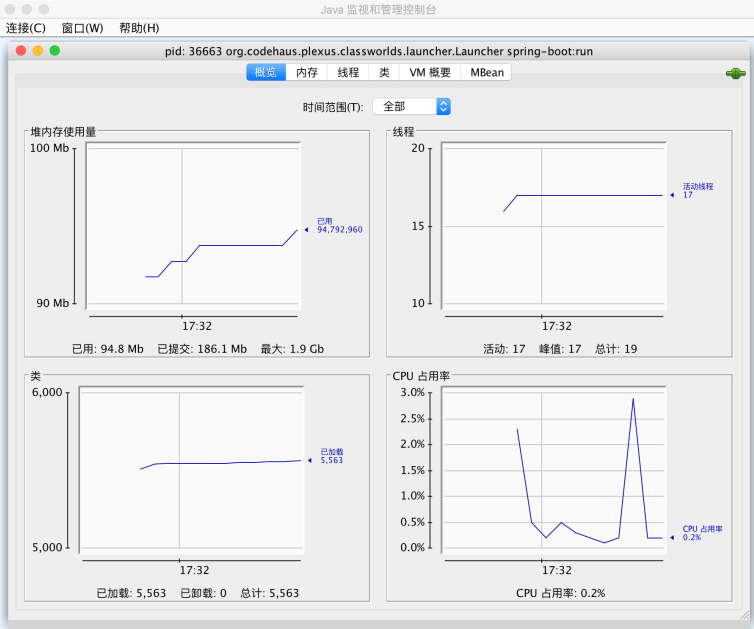 Java 监视和管理控制台
连接(C) 窗口(W) 帮助(H)
pid: 36663 org.codehaus.plexus.classworlds.launcher.Launcher spring-boot:run
概览 内存 线程 类 VM 概要 MBean
时间范围(T): 全部
堆内存使用量
100 Mb
90 Mb
已用
94,792,960
17:32
已用: 94.8 Mb 已提交: 186.1 Mb 最大: 1.9 Gb
线程
20
15
10
活动线程
17
17:32
活动: 17 峰值: 17 总计: 19
类
6,000
5,000
已加载
5,563
17:32
已加载: 5,563 已卸载: 0 总计: 5,563
CPU 占用率
3.0%
2.5%
2.0%
1.5%
1.0%
0.5%
0.0%
CPU 占用率
0.2%
17:32
CPU 占用率: 0.2%